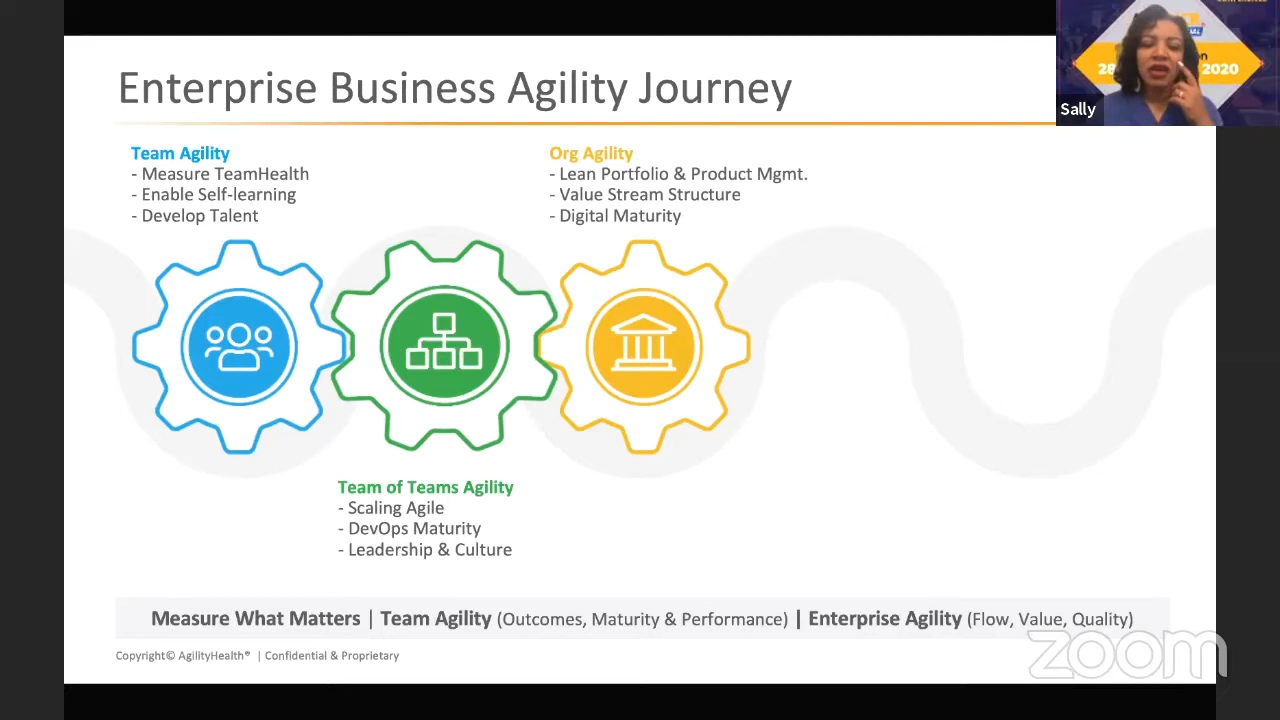 Enterprise Business Agility Journey
Sally
28
2020
Team Agility
- Measure TeamHealth
- Enable Self-learning
- Develop Talent
Org Agility
- Lean Portfolio & Product Mgmt.
- Value Stream Structure
- Digital Maturity
Team of Teams Agility
- Scaling Agile
- DevOps Maturity
- Leadership & Culture
Measure What Matters | Team Agility (Outcomes, Maturity & Performance) | Enterprise Agility (Flow, Value, Quality)
Copyright© AgilityHealth® | Confidential & Proprietary
zoom